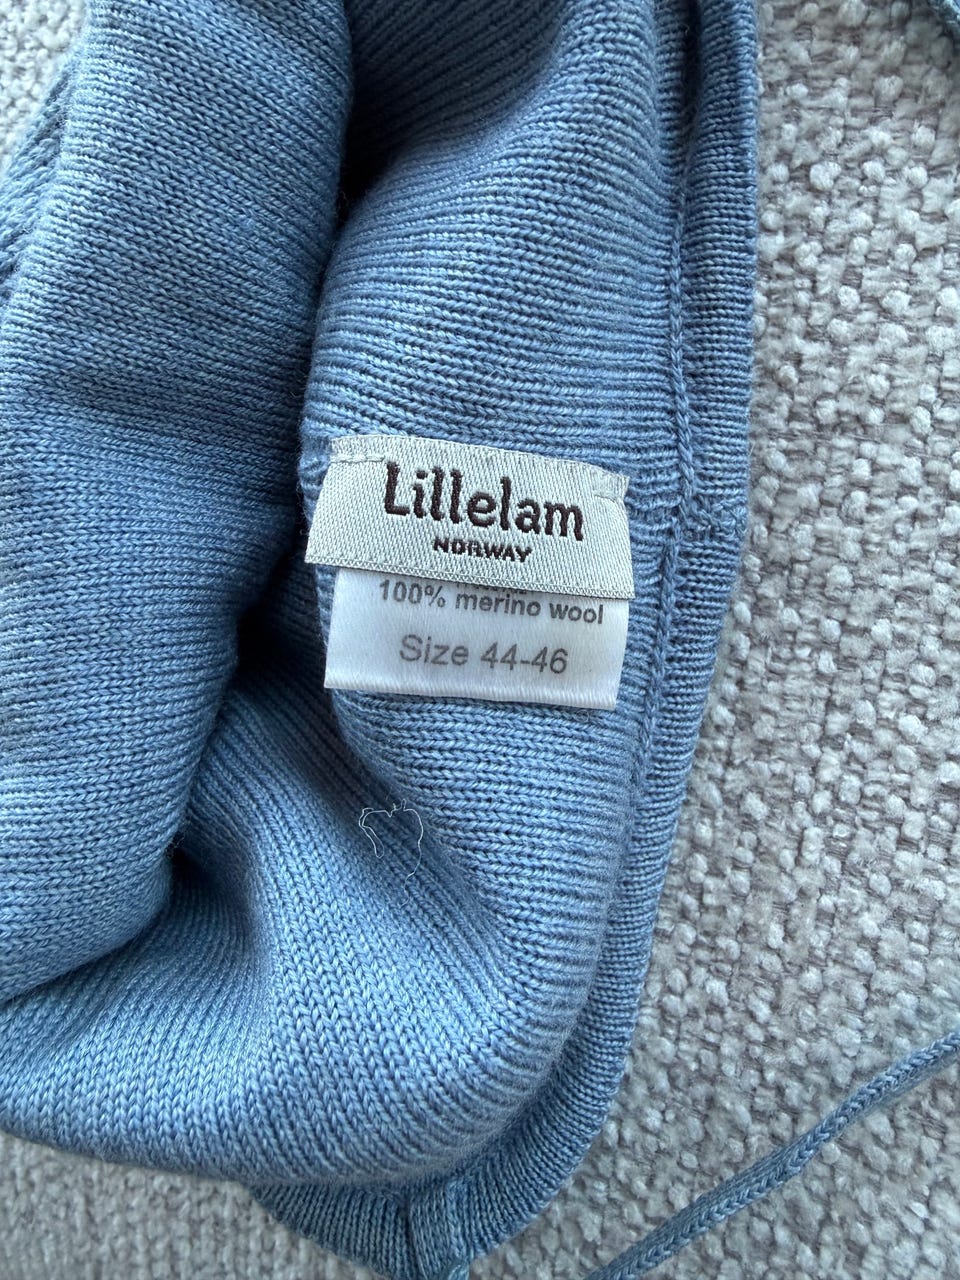 Lillelam
NORWAY
100% merino wool
Size 44-46